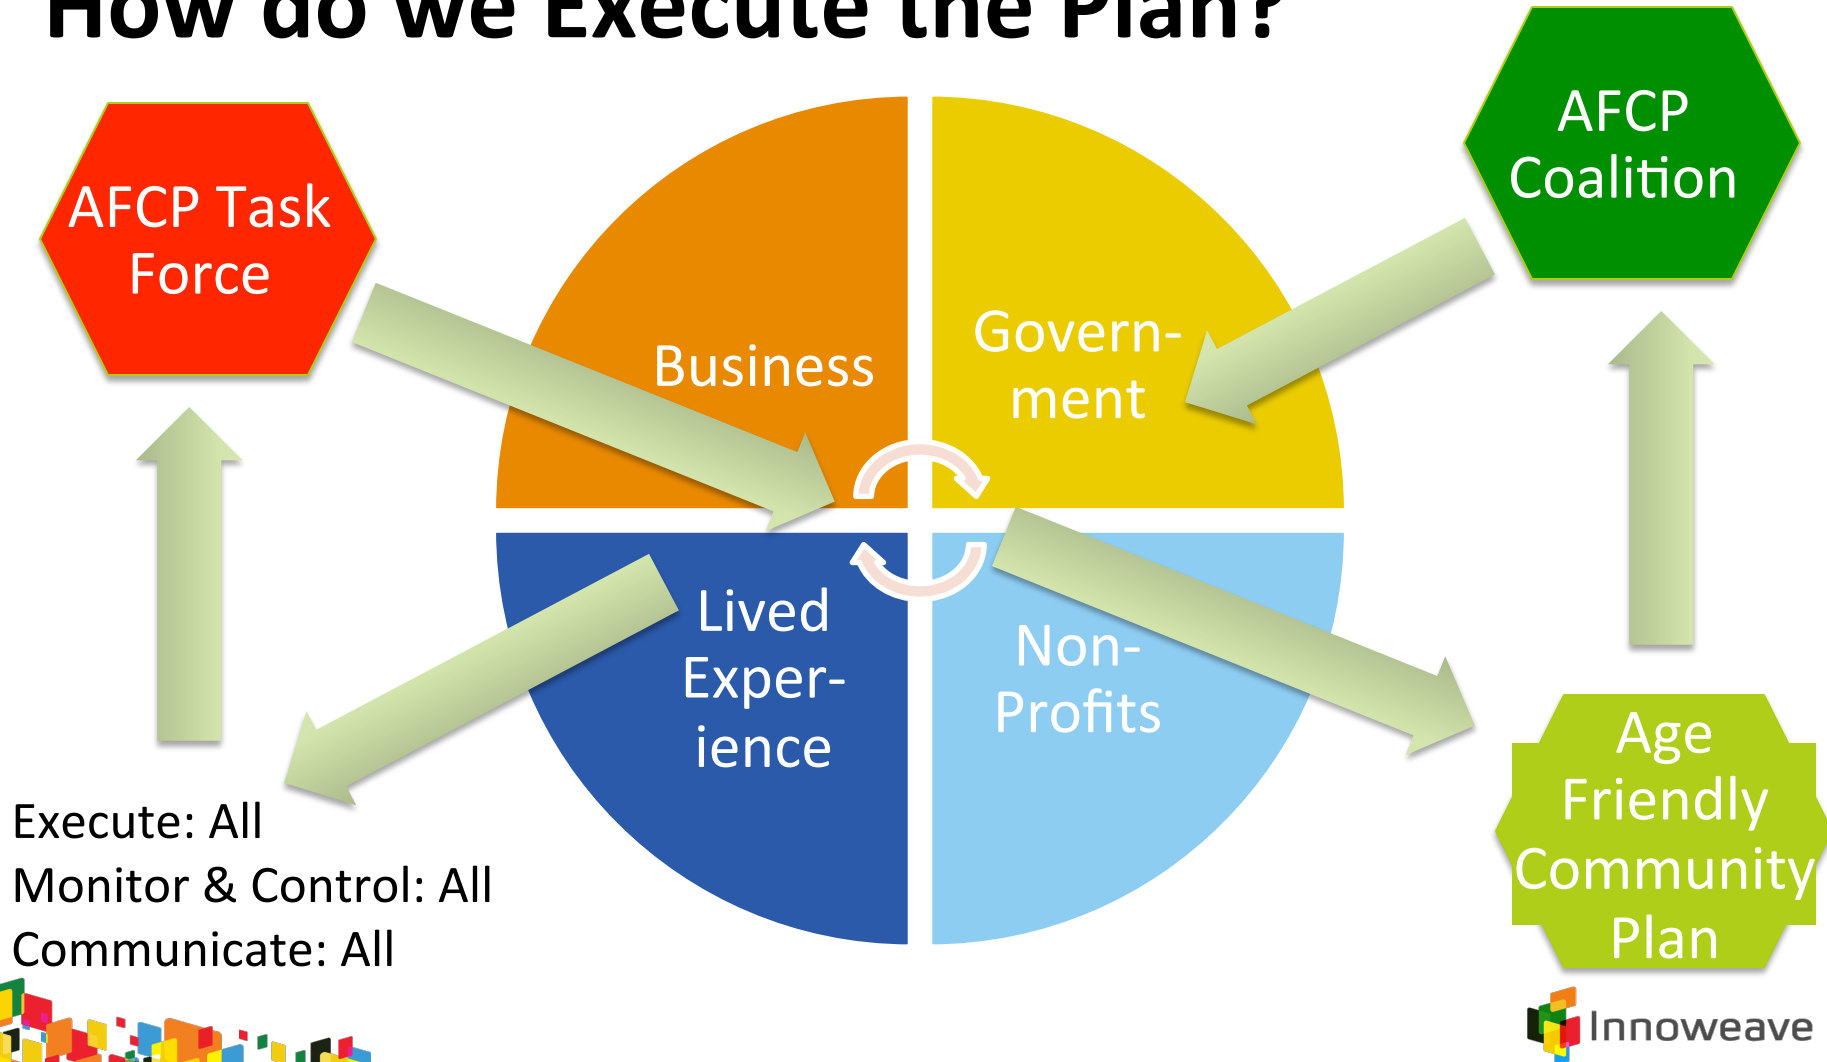 How do we Execute the Plan?
AFCP Task
Force
AFCP
Coalition
Business
Govern-
ment
Lived
Exper-
ience
Non-
Profits
Execute: All
Monitor & Control: All
Communicate: All
Age
Friendly
Community
Plan
Innoweave